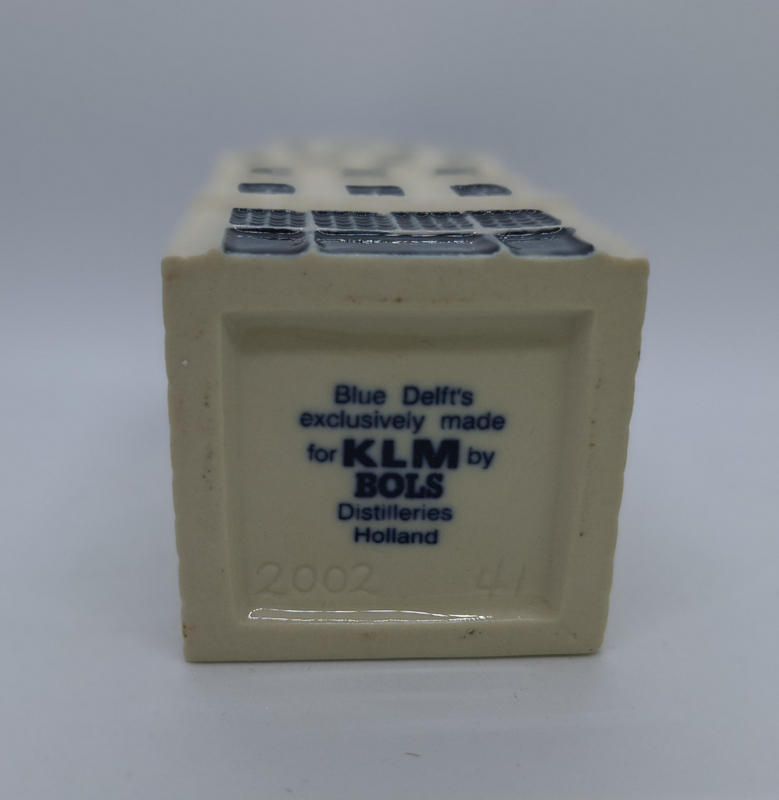 Blue Delft's
exclusively made
for KLM by
BOLS
Distilleries
Holland
2002 41